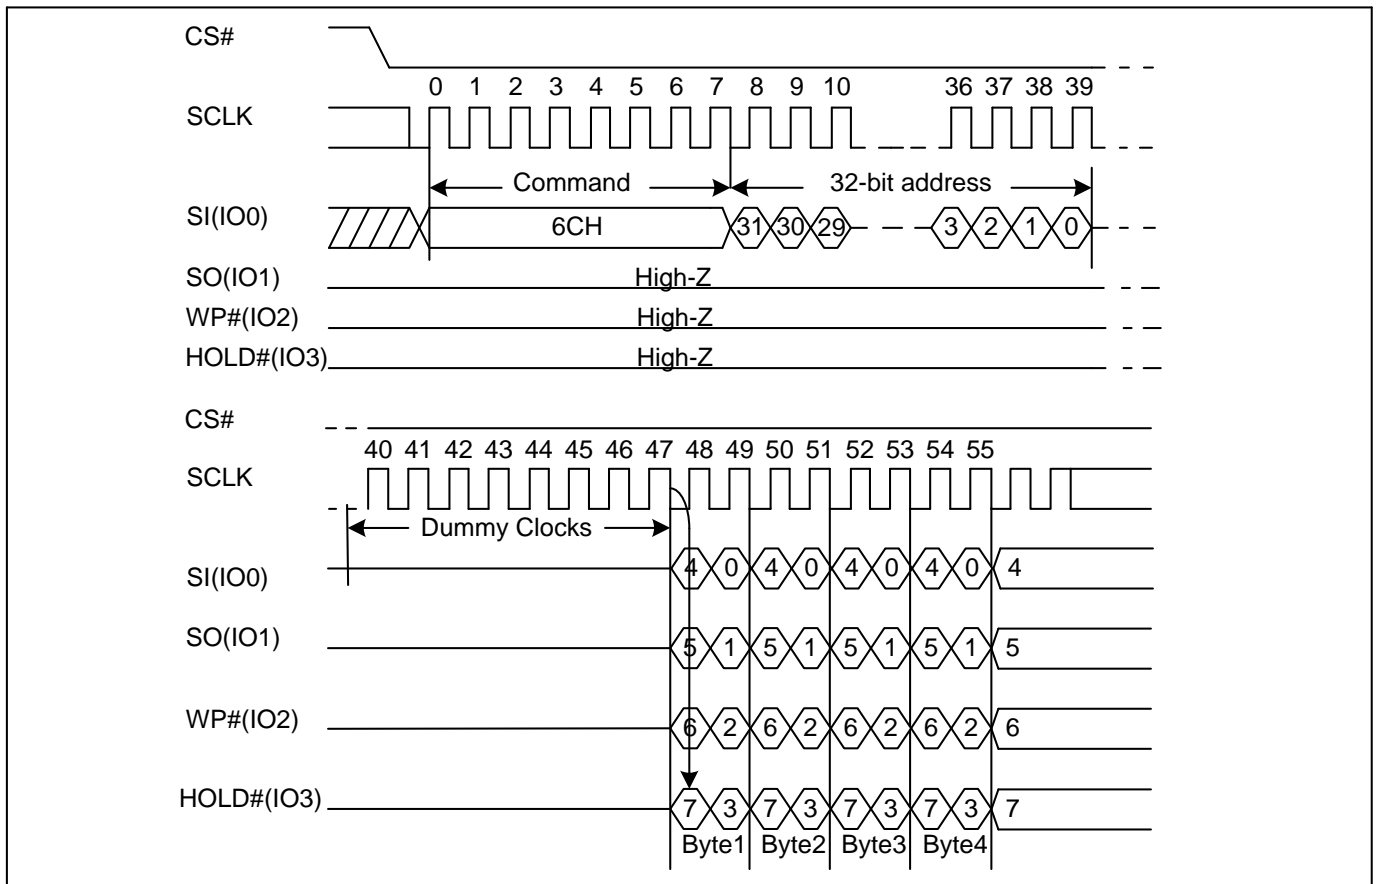 CS#
0 1 2 3 4 5 6 7 8 9 10 36 37 38 39
SCLK
Command 32-bit address
SI(IO0) 6CH 31 30 29 3 2 1 0
SO(IO1) High-Z
WP#(IO2) High-Z
HOLD#(IO3) High-Z
CS#
40 41 42 43 44 45 46 47 48 49 50 51 52 53 54 55
SCLK
Dummy Clocks
SI(IO0) 4 0 4 0 4 0 4 0 4
SO(IO1) 5 1 5 1 5 1 5 1 5
WP#(IO2) 6 2 6 2 6 2 6 2 6
HOLD#(IO3) 7 3 7 3 7 3 7 3 7
Byte1 Byte2 Byte3 Byte4